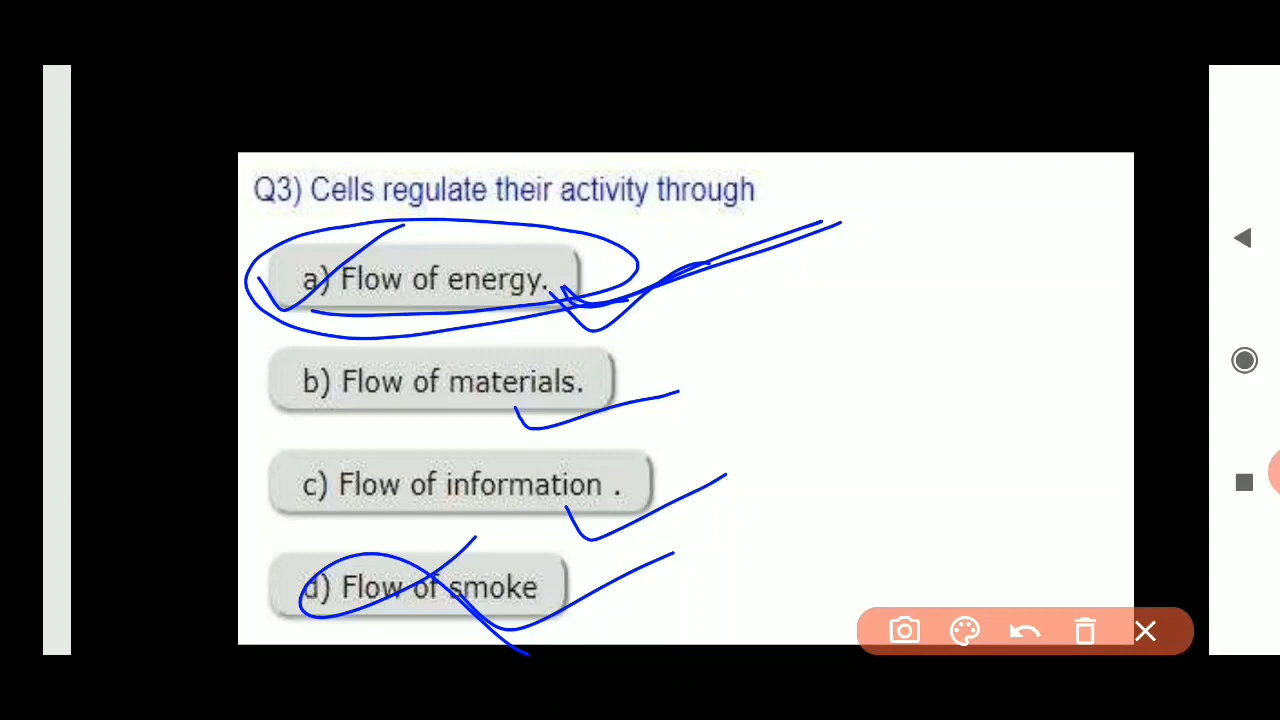 Q3) Cells regulate their activity through
a) Flow of energy.
b) Flow of materials.
c) Flow of information .
d) Flow of smoke